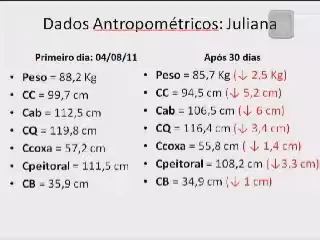 Dados Antropométricos: Juliana
Primeiro dia: 04/08/11
• Peso = 88,2 Kg
• CC = 99,7 cm
• Cab = 112,5 cm
• CQ = 119,8 cm
• Ccoxa = 57,2 cm
• Cpeitoral = 111,5 cm
• CB = 35,9 cm
Após 30 dias
• Peso = 85,7 Kg (↓ 2,5 Kg)
• CC = 94,5 cm (↓ 5,2 cm)
• Cab = 106,5 cm (↓ 6 cm)
• CQ = 116,4 cm (↓ 3,4 cm)
• Ccoxa = 55,8 cm ( ↓ 1,4 cm)
• Cpeitoral = 108,2 cm (↓3,3 cm)
• CB = 34,9 cm (↓ 1 cm)